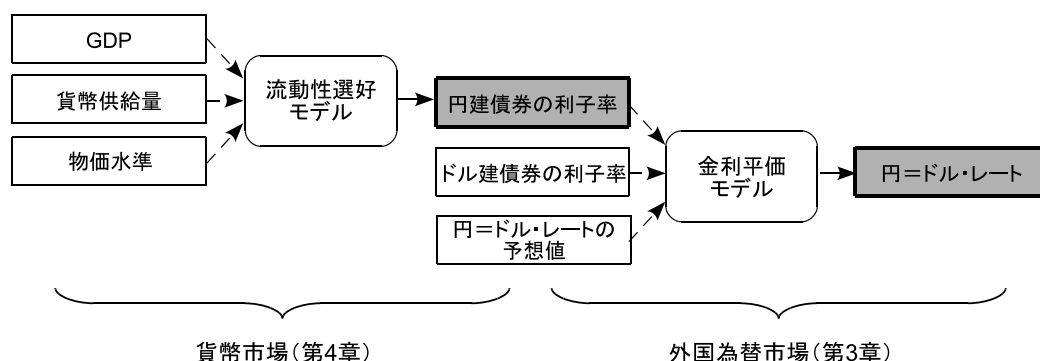 GDP
貨幣供給量
物価水準
流動性選好
モデル
円建債券の利子率
ドル建債券の利子率
円＝ドル・レートの
予想値
金利平価
モデル
円＝ドル・レート
貨幣市場（第4章）
外国為替市場（第3章）